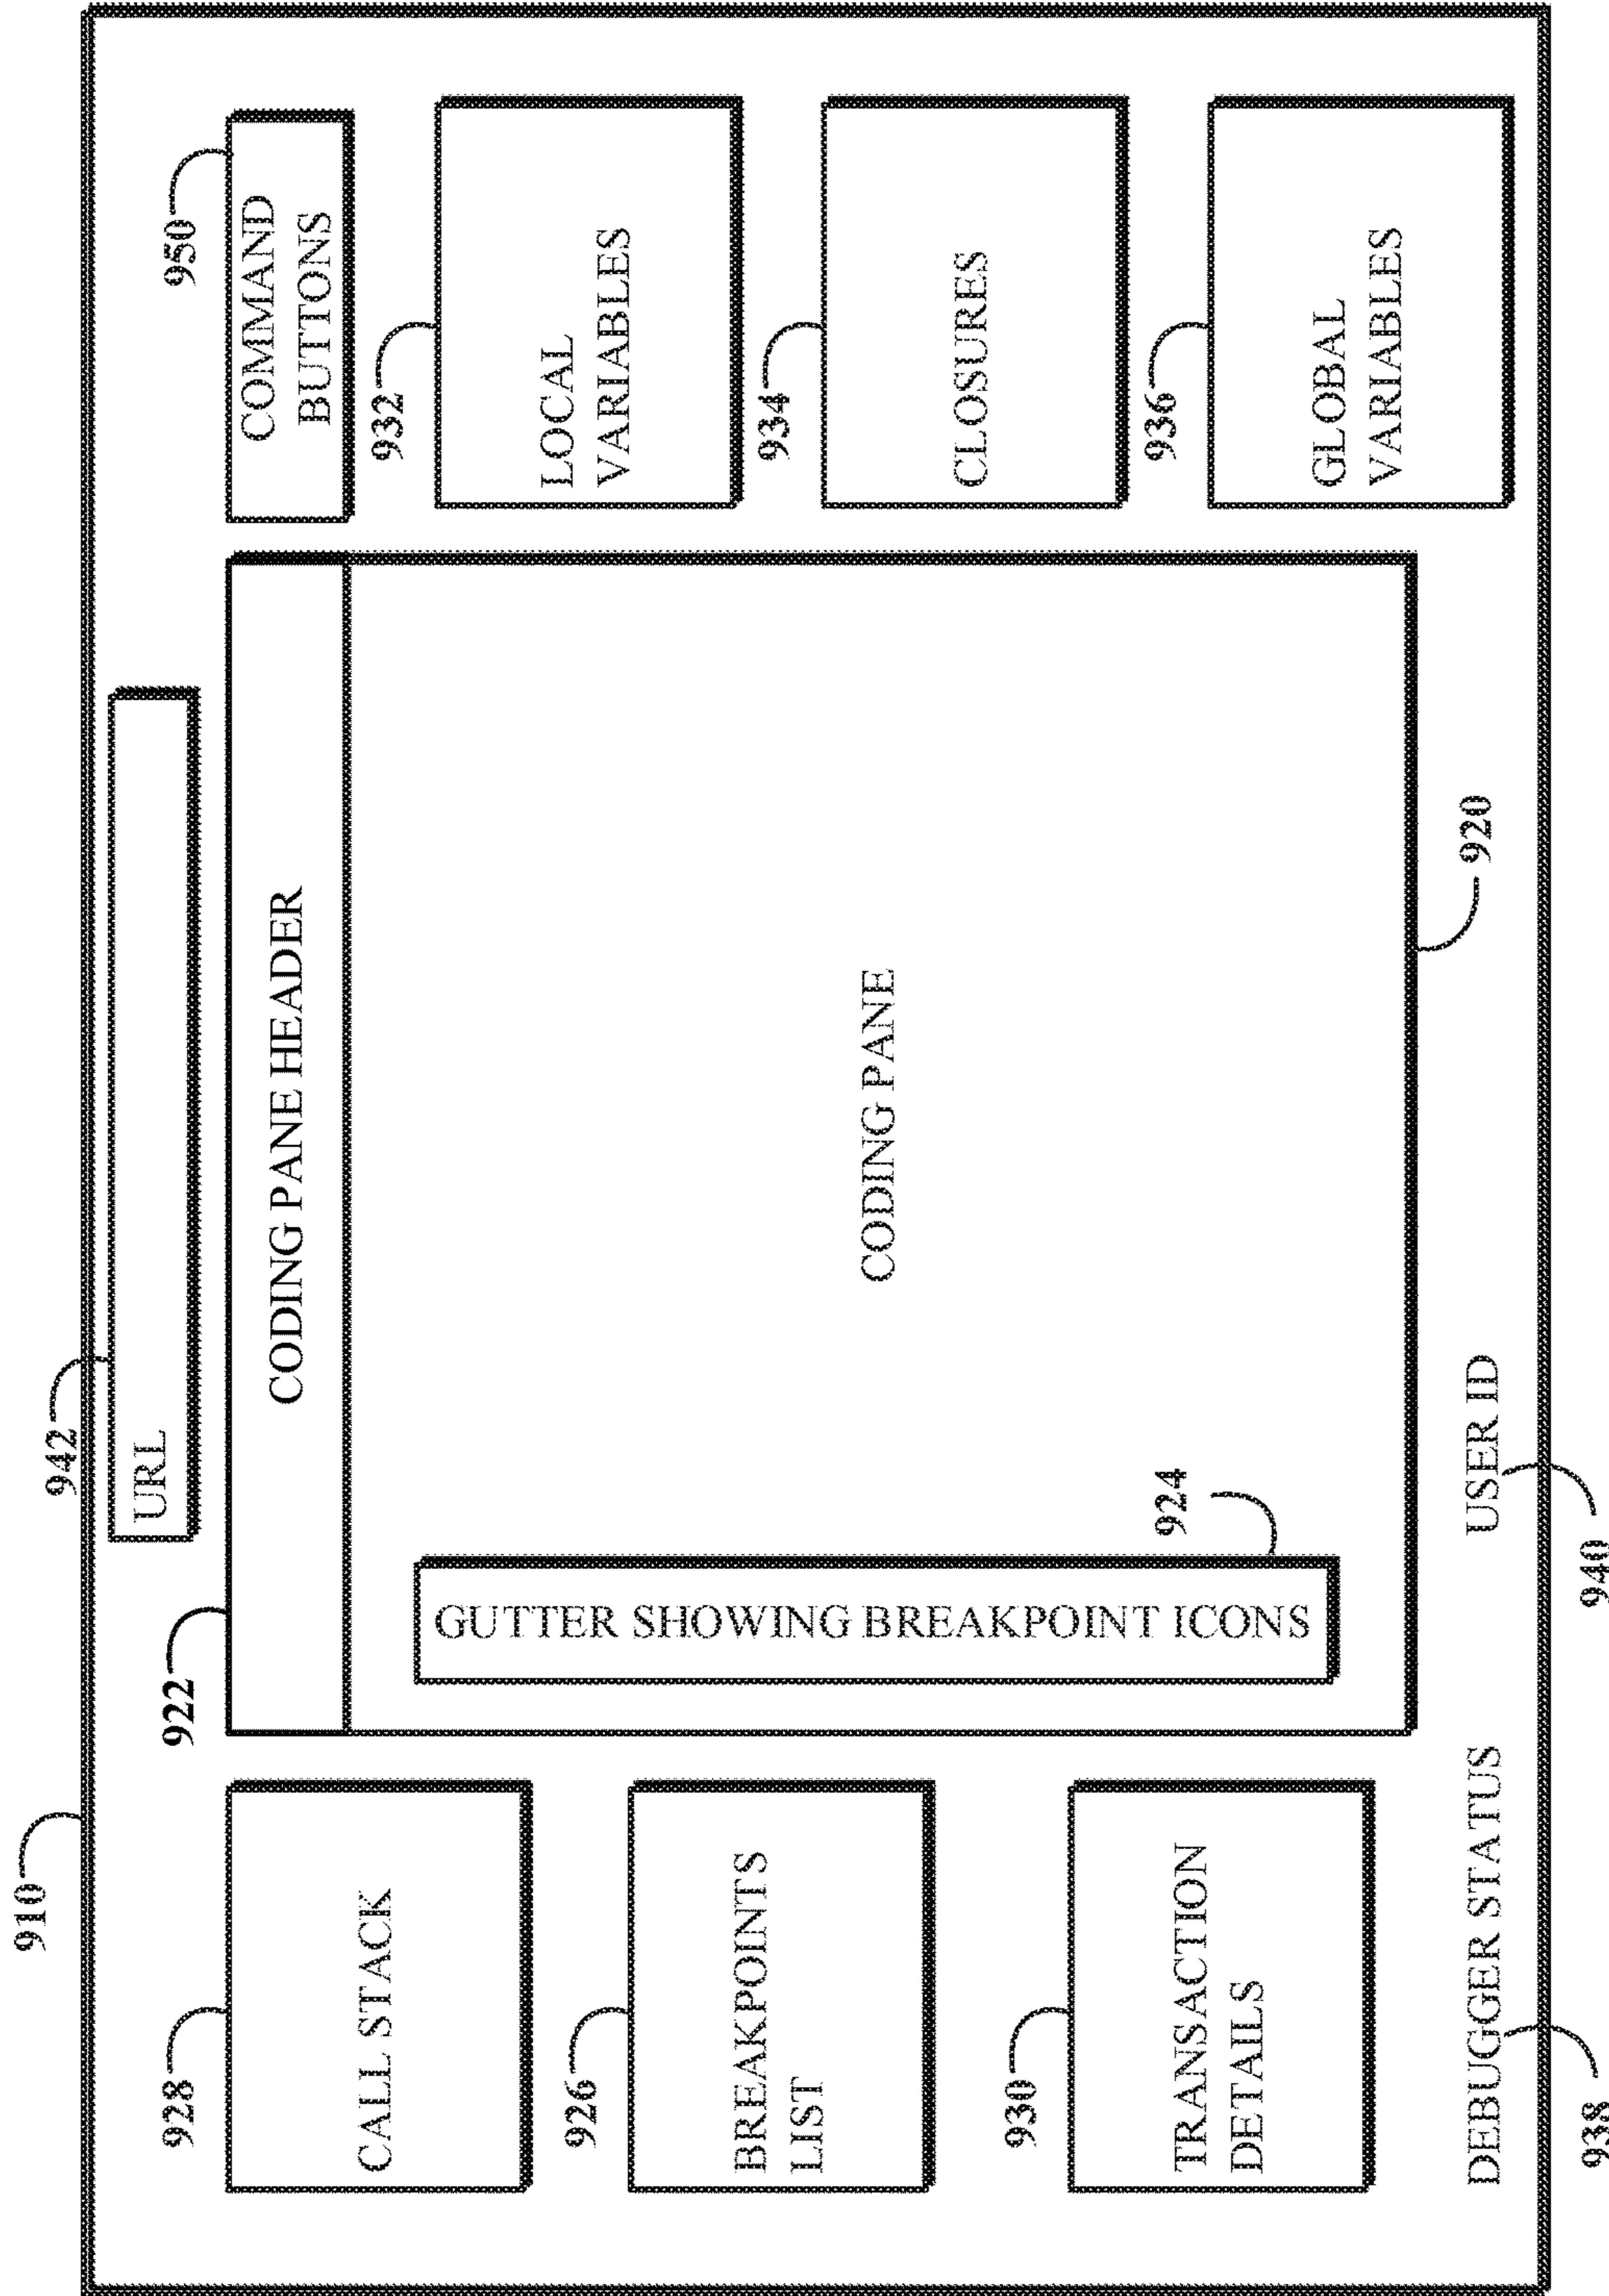 910
942
URL
922
CODING PANE HEADER
950
COMMAND
BUTTONS
928
CALL STACK
926
BREAKPOINTS
LIST
930
TRANSACTION
DETAILS
GUTTER SHOWING BREAKPOINT ICONS
924
CODING PANE
932
LOCAL
VARIABLES
934
CLOSURES
936
GLOBAL
VARIABLES
920
DEBUGGER STATUS
938
USER ID
940